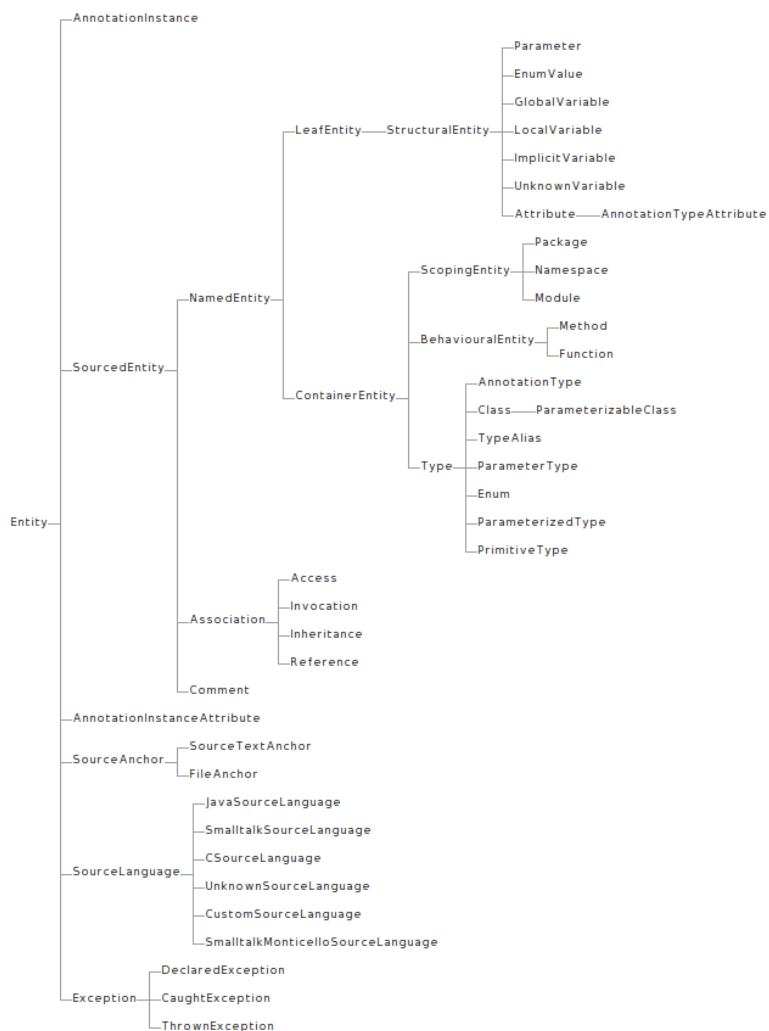 AnnotationInstance
Parameter
EnumValue
GlobalVariable
LeafEntity StructuralEntity LocalVariable
ImplicitVariable
UnknownVariable
Attribute AnnotationTypeAttribute
Package
ScopingEntity Namespace
NamedEntity Module
Method
BehaviouralEntity
Function
SourcedEntity
AnnotationType
ContainerEntity
Class ParameterizableClass
TypeAlias
Type ParameterType
Enum
Entity ParameterizedType
PrimitiveType
Access
Invocation
Association
Inheritance
Reference
Comment
AnnotationInstanceAttribute
SourceTextAnchor
SourceAnchor
FileAnchor
JavaSourceLanguage
SmalltalkSourceLanguage
CSourceLanguage
SourceLanguage
UnknownSourceLanguage
CustomSourceLanguage
SmalltalkMonticelloSourceLanguage
DeclaredException
Exception CaughtException
ThrownException